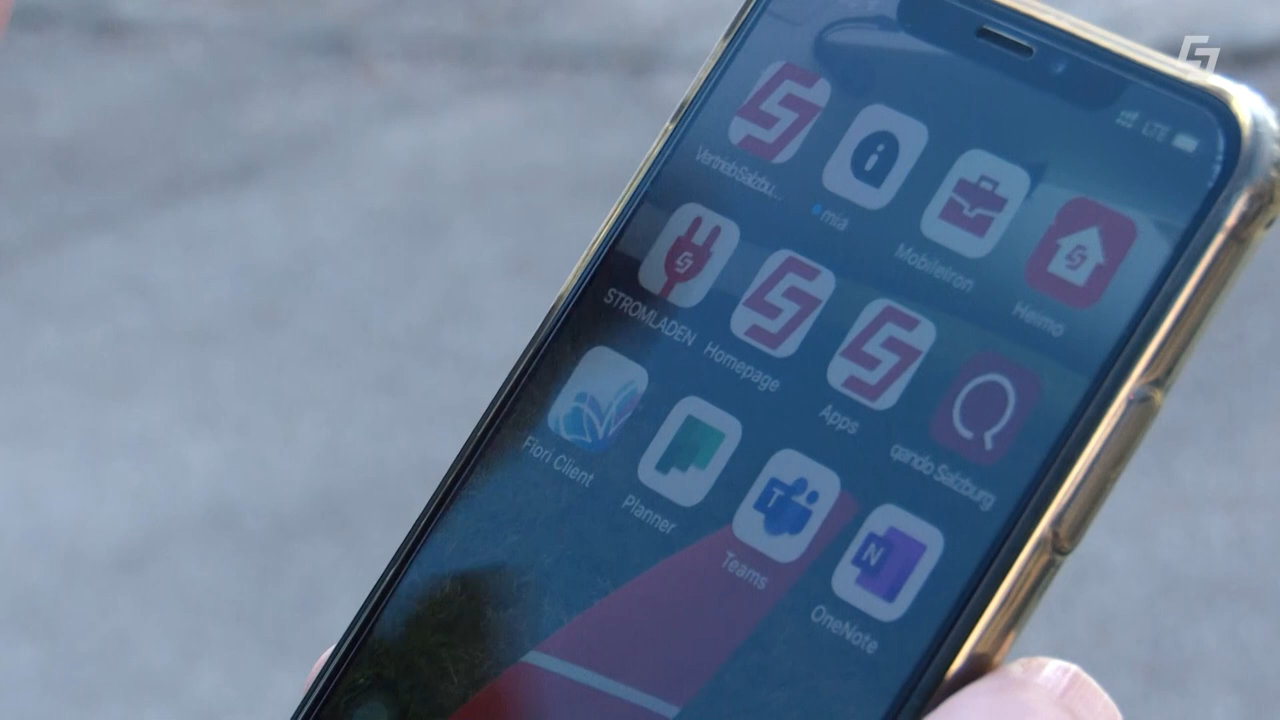 LTE
VertriebSalzbu...
mia
MobileIron
Heimo
STROMLADEN
Homepage
Apps
qando Salzburg
Fiori Client
Planner
Teams
OneNote
T
N